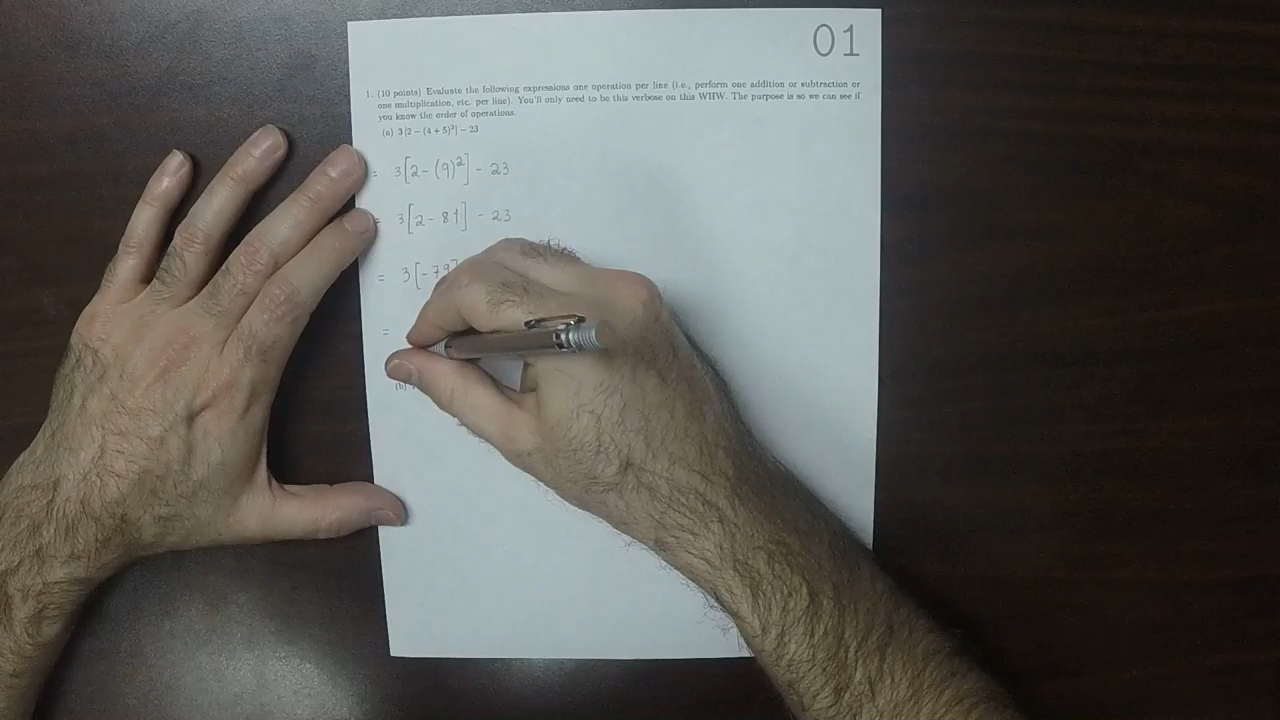 01
1. (10 points) Evaluate the following expressions one operation per line (i.e., perform one addition or subtraction or
one multiplication, etc. per line). You'll only need to be this verbose on this WHW. The purpose is so we can see if
you know the order of operations.
(a) 3[2 − (4 + 5)²] − 23
= 3[2 - (9)²] - 23
= 3[2 - 81] - 23
= 3[-79]
=
(b)